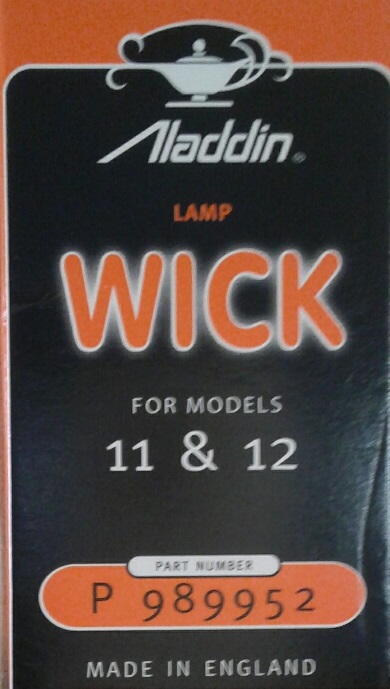 Aladdin®
LAMP
WICK
FOR MODELS
11 & 12
PART NUMBER
P 989952
MADE IN ENGLAND